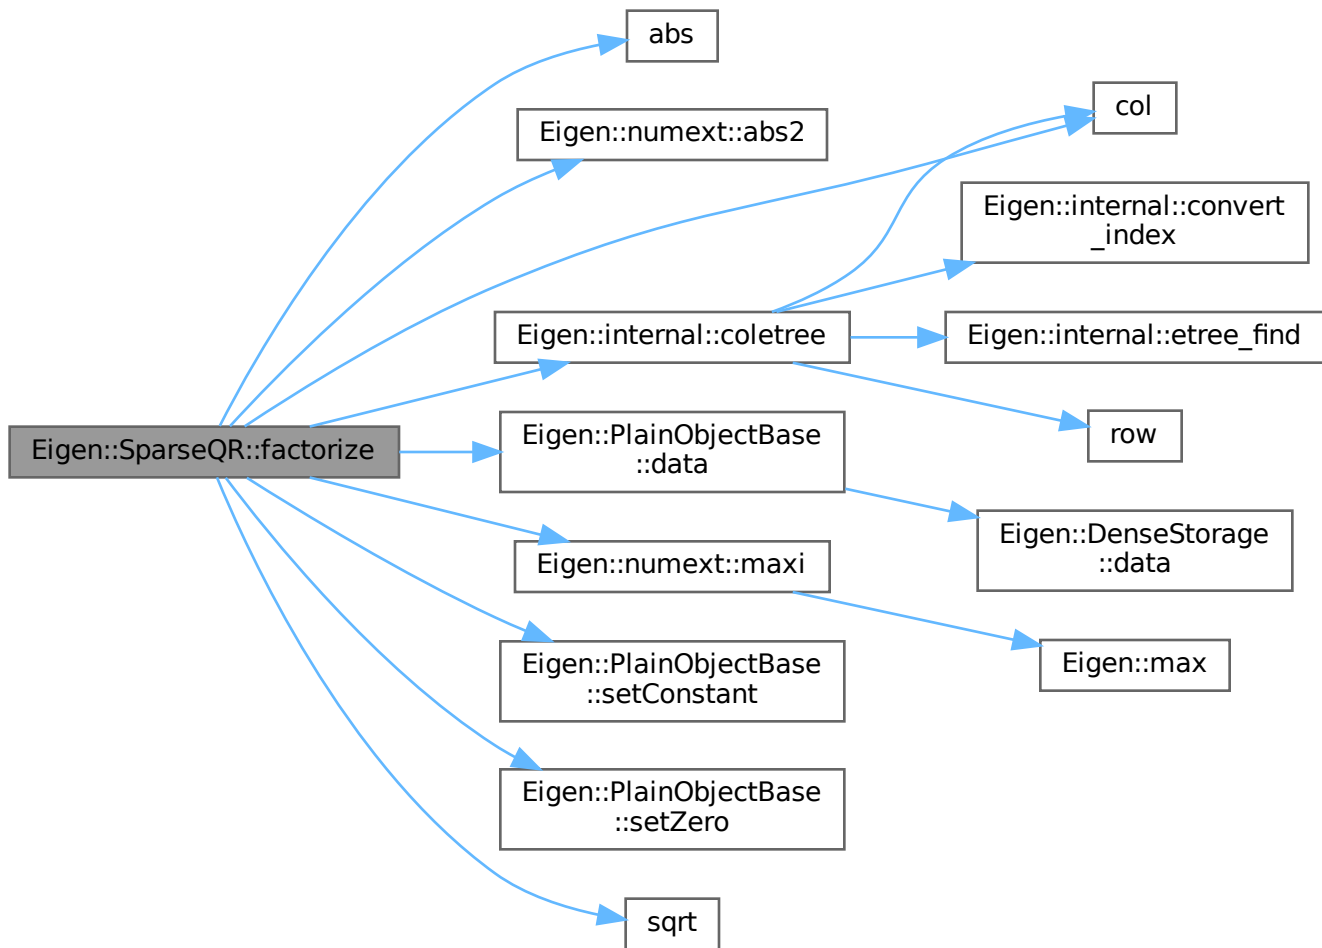 abs
Eigen::numext::abs2
col
Eigen::internal::convert
_index
Eigen::internal::coletree
Eigen::internal::etree_find
Eigen::SparseQR::factorize
Eigen::PlainObjectBase
::data
row
Eigen::DenseStorage
::data
Eigen::numext::maxi
Eigen::max
Eigen::PlainObjectBase
::setConstant
Eigen::PlainObjectBase
::setZero
sqrt